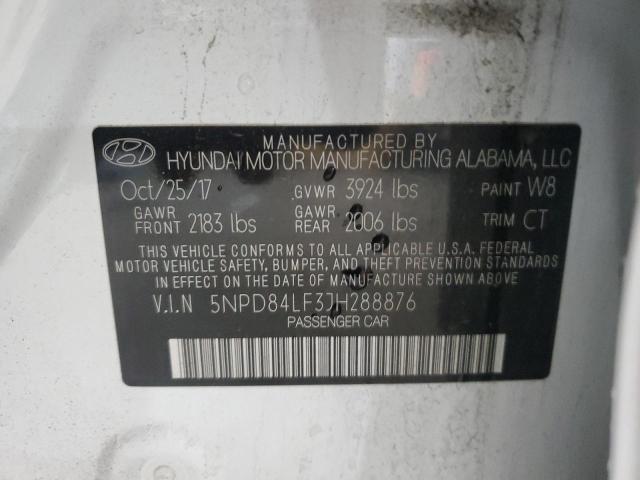 MANUFACTURED BY
HYUNDAI MOTOR MANUFACTURING ALABAMA, LLC
Oct/25/17 GVWR 3924 lbs PAINT W8
GAWR FRONT 2183 lbs GAWR REAR 2006 lbs TRIM CT
THIS VEHICLE CONFORMS TO ALL APPLICABLE U.S.A. FEDERAL
MOTOR VEHICLE SAFETY, BUMPER, AND THEFT PREVENTION STANDARDS
IN EFFECT ON THE DATE OF MANUFACTURE SHOWN ABOVE.
V.I.N 5NPD84LF3JH288876
PASSENGER CAR